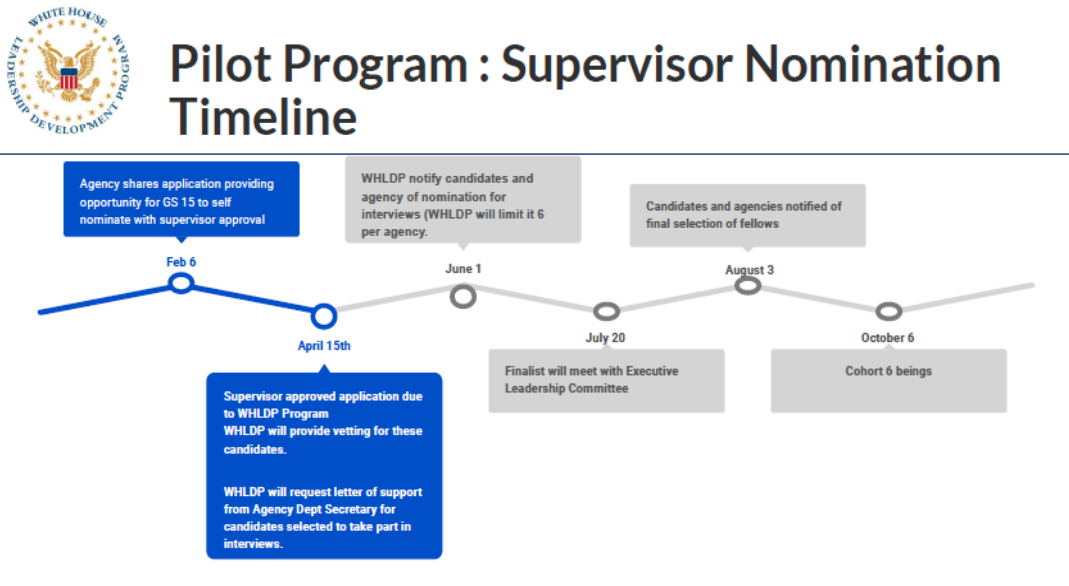 WHITE HOUSE
LEADERSHIP DEVELOPMENT PROGRAM
Pilot Program : Supervisor Nomination
Timeline
Agency shares application providing
opportunity for GS 15 to self
nominate with supervisor approval
Feb 6
April 15th
Supervisor approved application due
to WHLDP Program
WHLDP will provide vetting for these
candidates.
WHLDP will request letter of support
from Agency Dept Secretary for
candidates selected to take part in
interviews.
WHLDP notify candidates and
agency of nomination for
interviews (WHLDP will limit it 6
per agency.
June 1
July 20
Finalist will meet with Executive
Leadership Committee
Candidates and agencies notified of
final selection of fellows
August 3
October 6
Cohort 6 beings